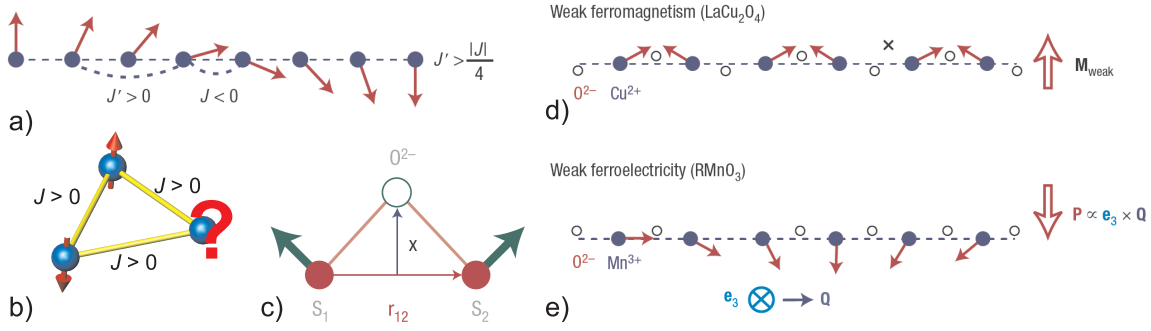 J′ > |J|/4
J′ > 0
J < 0
a)
J > 0
J > 0
?
J > 0
b)
O²⁻
x
S₁
r₁₂
S₂
c)
Weak ferromagnetism (LaCu₂O₄)
×
O²⁻
Cu²⁺
M_weak
d)
Weak ferroelectricity (RMnO₃)
P ∝ e₃ × Q
O²⁻
Mn³⁺
e₃
Q
e)